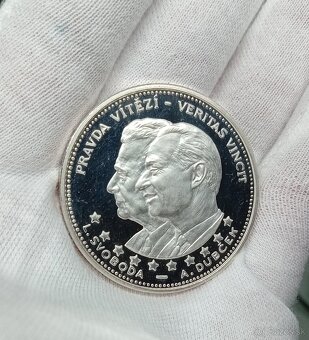 PRAVDA VÍTĚZÍ - VERITAS VINCIT
L. SVOBODA — A. DUBČEK